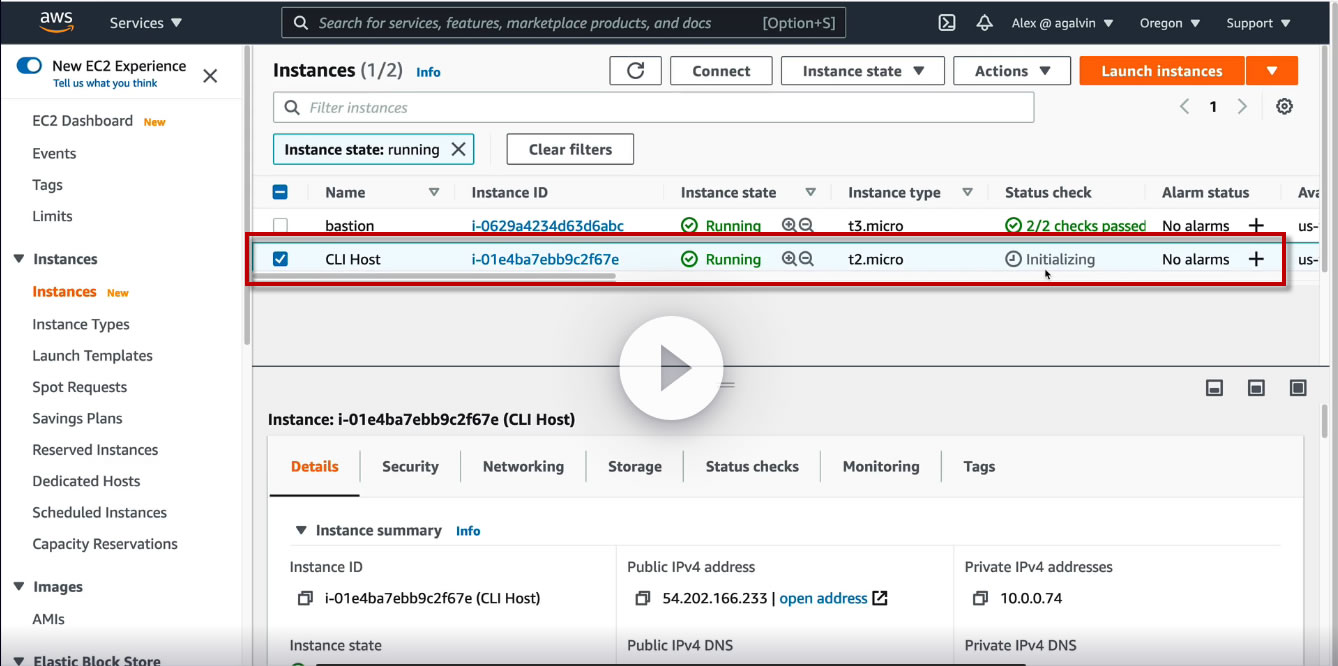 aws Services Search for services, features, marketplace products, and docs [Option+S] Alex @ agalvin Oregon Support
New EC2 Experience
Tell us what you think
EC2 Dashboard New
Events
Tags
Limits
Instances
Instances New
Instance Types
Launch Templates
Spot Requests
Savings Plans
Reserved Instances
Dedicated Hosts
Scheduled Instances
Capacity Reservations
Images
AMIs
Elastic Block Store
Instances (1/2) Info Connect Instance state Actions Launch instances
Filter instances 1
Instance state: running Clear filters
Name Instance ID Instance state Instance type Status check Alarm status Ava
bastion i-0629a4234d63d6abc Running t3.micro 2/2 checks passed No alarms us-
CLI Host i-01e4ba7ebb9c2f67e Running t2.micro Initializing No alarms us-
Instance: i-01e4ba7ebb9c2f67e (CLI Host)
Details Security Networking Storage Status checks Monitoring Tags
Instance summary Info
Instance ID Public IPv4 address Private IPv4 addresses
i-01e4ba7ebb9c2f67e (CLI Host) 54.202.166.233 | open address 10.0.0.74
Instance state Public IPv4 DNS Private IPv4 DNS